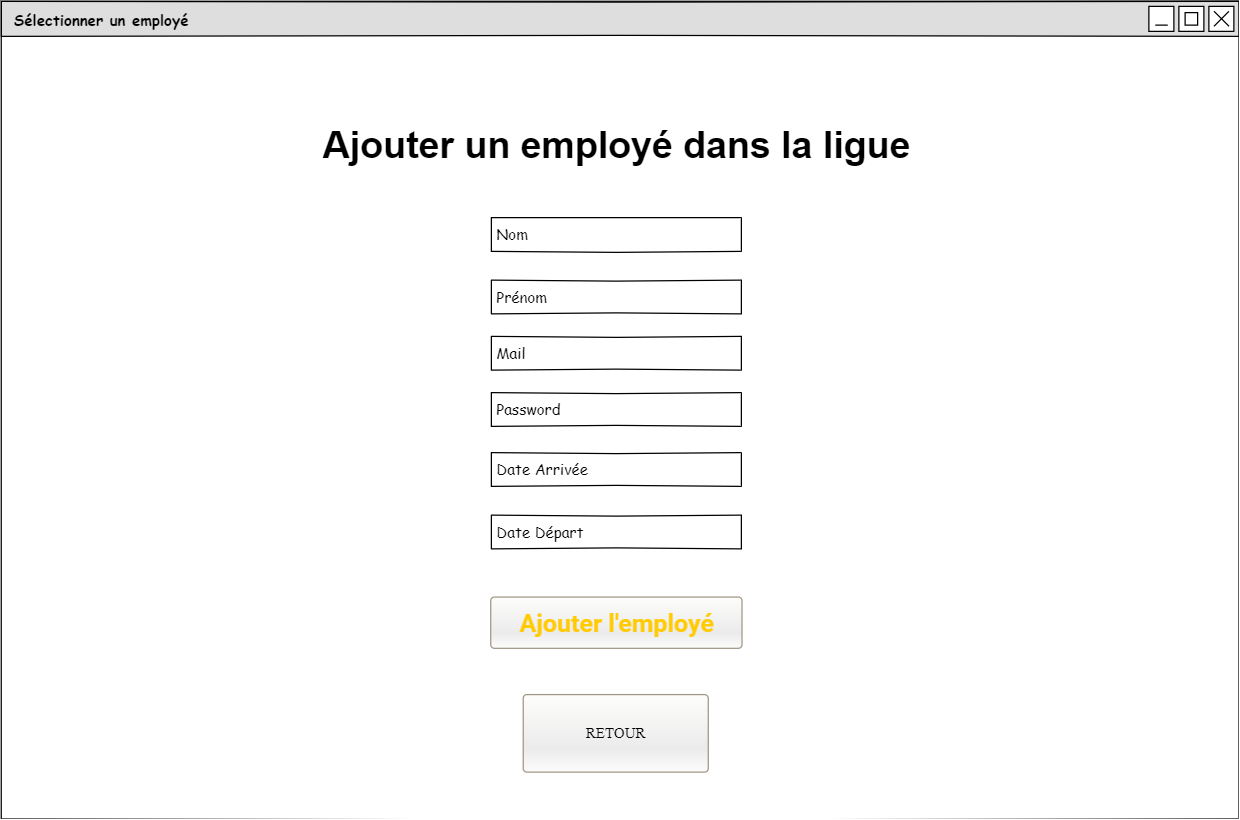 Sélectionner un employé
Ajouter un employé dans la ligue
Nom
Prénom
Mail
Password
Date Arrivée
Date Départ
Ajouter l'employé
RETOUR